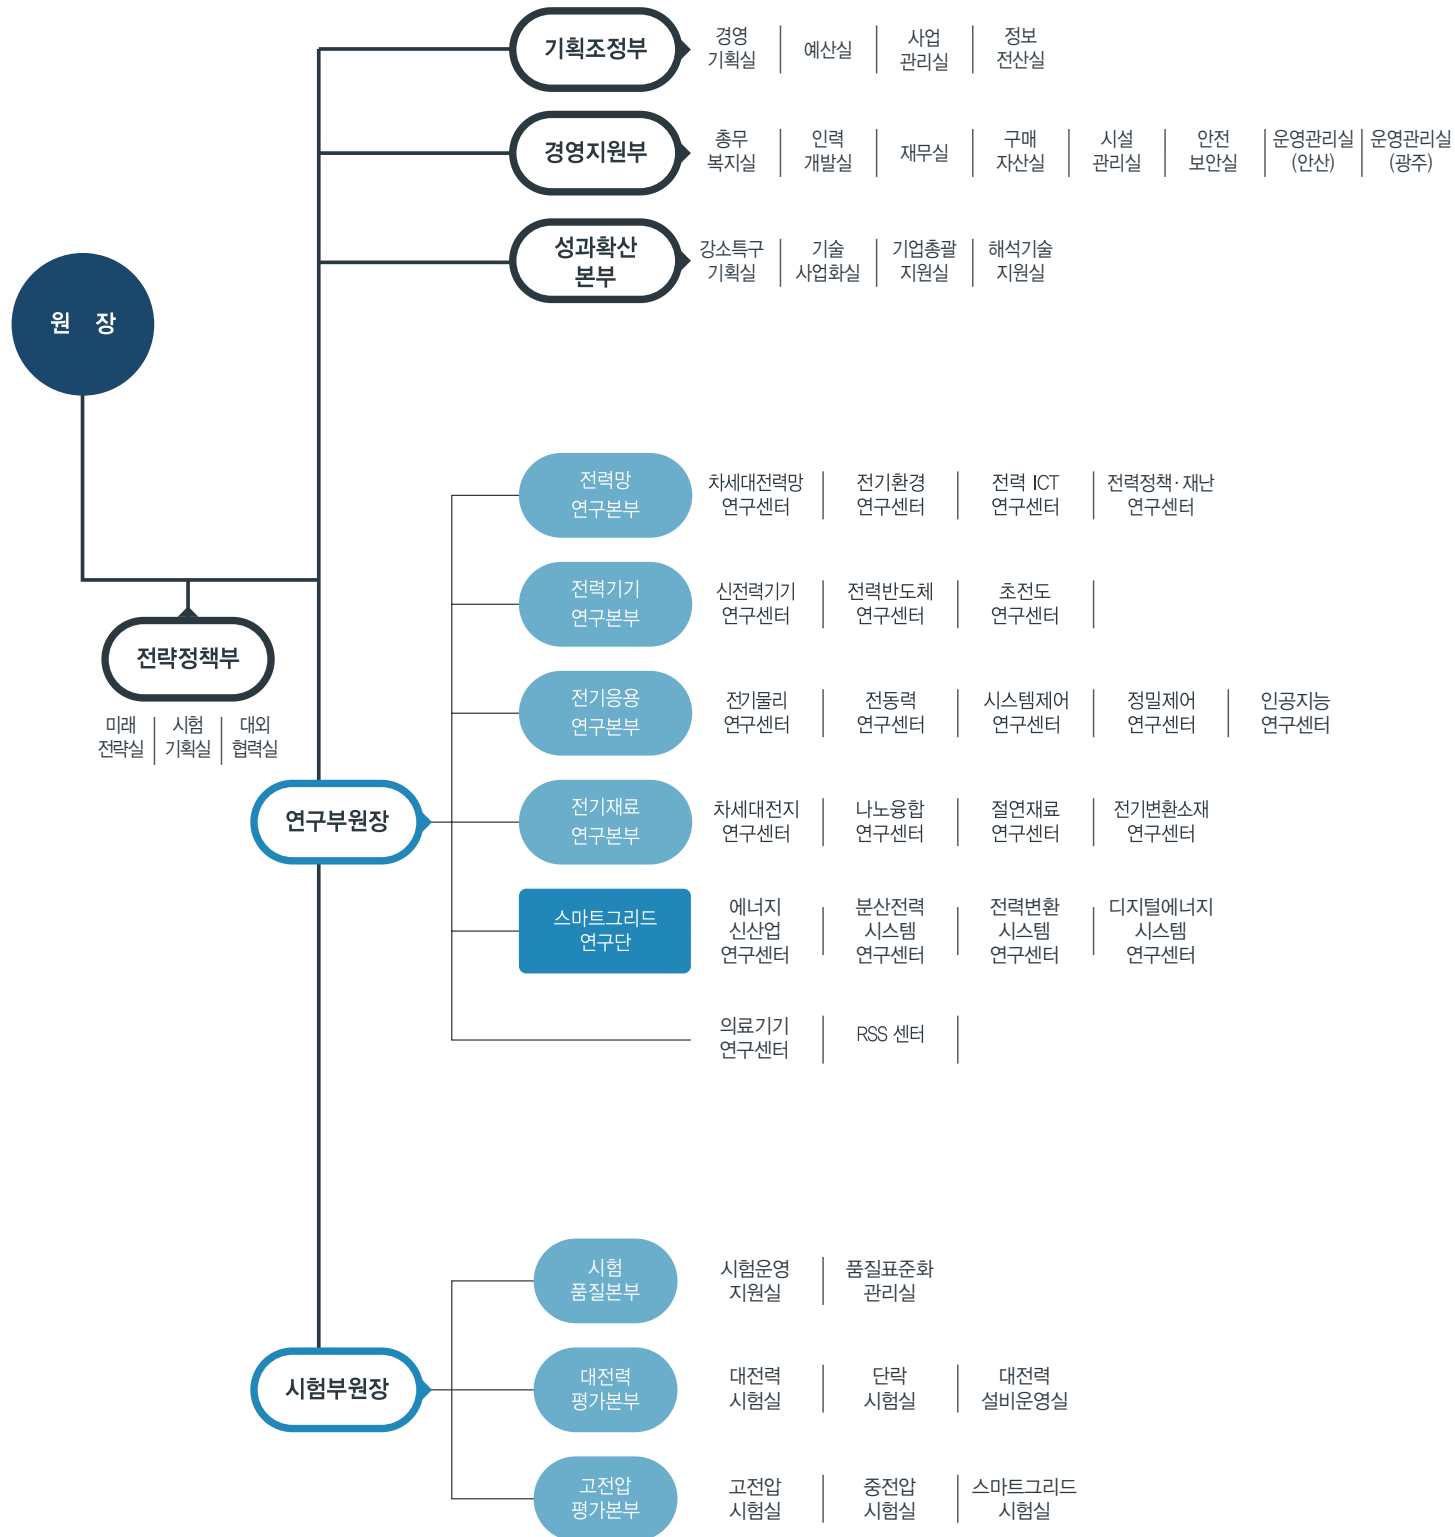 원 장
전략정책부
미래
전략실
시험
기획실
대외
협력실
기획조정부
경영
기획실
예산실
사업
관리실
정보
전산실
경영지원부
총무
복지실
인력
개발실
재무실
구매
자산실
시설
관리실
안전
보안실
운영관리실
(안산)
운영관리실
(광주)
성과확산
본부
강소특구
기획실
기술
사업화실
기업총괄
지원실
해석기술
지원실
연구부원장
전력망
연구본부
차세대전력망
연구센터
전기환경
연구센터
전력 ICT
연구센터
전력정책·재난
연구센터
전력기기
연구본부
신전력기기
연구센터
전력반도체
연구센터
초전도
연구센터
전기응용
연구본부
전기물리
연구센터
전동력
연구센터
시스템제어
연구센터
정밀제어
연구센터
인공지능
연구센터
전기재료
연구본부
차세대전지
연구센터
나노융합
연구센터
절연재료
연구센터
전기변환소재
연구센터
스마트그리드
연구단
에너지
신산업
연구센터
분산전력
시스템
연구센터
전력변환
시스템
연구센터
디지털에너지
시스템
연구센터
의료기기
연구센터
RSS 센터
시험부원장
시험
품질본부
시험운영
지원실
품질표준화
관리실
대전력
평가본부
대전력
시험실
단락
시험실
대전력
설비운영실
고전압
평가본부
고전압
시험실
중전압
시험실
스마트그리드
시험실